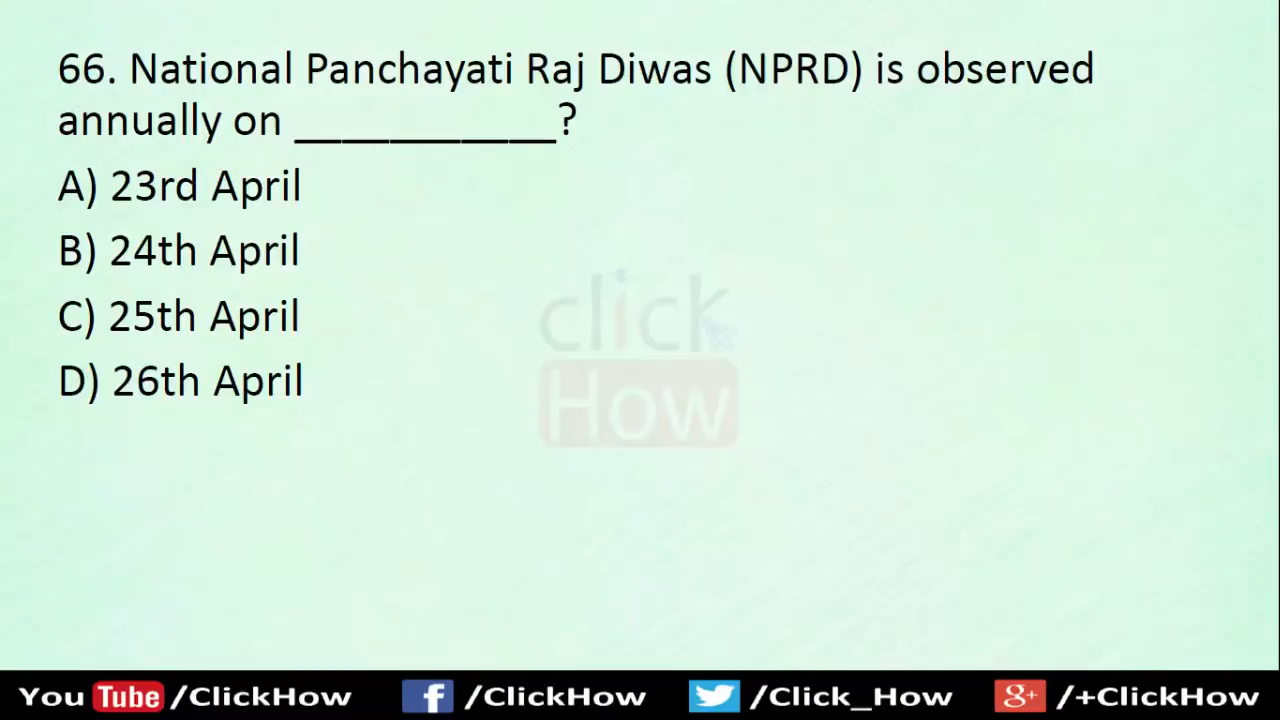 66. National Panchayati Raj Diwas (NPRD) is observed
annually on ___________?
A) 23rd April
B) 24th April
C) 25th April
D) 26th April
click
How
You Tube /ClickHow f /ClickHow /Click_How g+ /+ClickHow